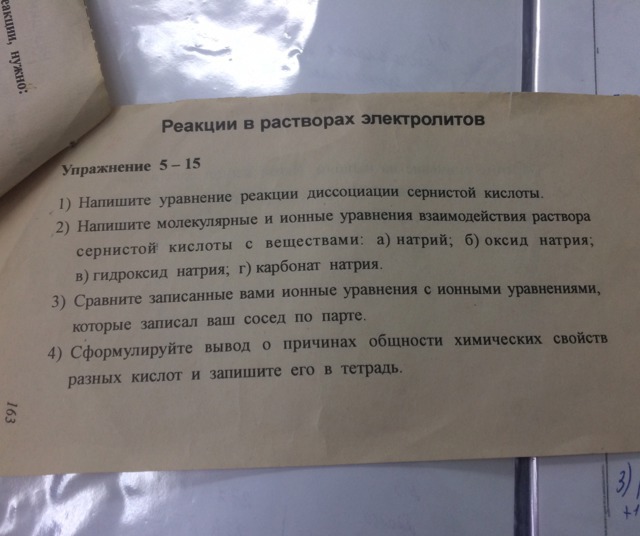 еакции, нужно:
Реакции в растворах электролитов
Упражнение 5 – 15
1) Напишите уравнение реакции диссоциации сернистой кислоты.
2) Напишите молекулярные и ионные уравнения взаимодействия раствора
сернистой кислоты с веществами: а) натрий; б) оксид натрия;
в) гидроксид натрия; г) карбонат натрия.
3) Сравните записанные вами ионные уравнения с ионными уравнениями,
которые записал ваш сосед по парте.
4) Сформулируйте вывод о причинах общности химических свойств
разных кислот и запишите его в тетрадь.
163
3)
+1